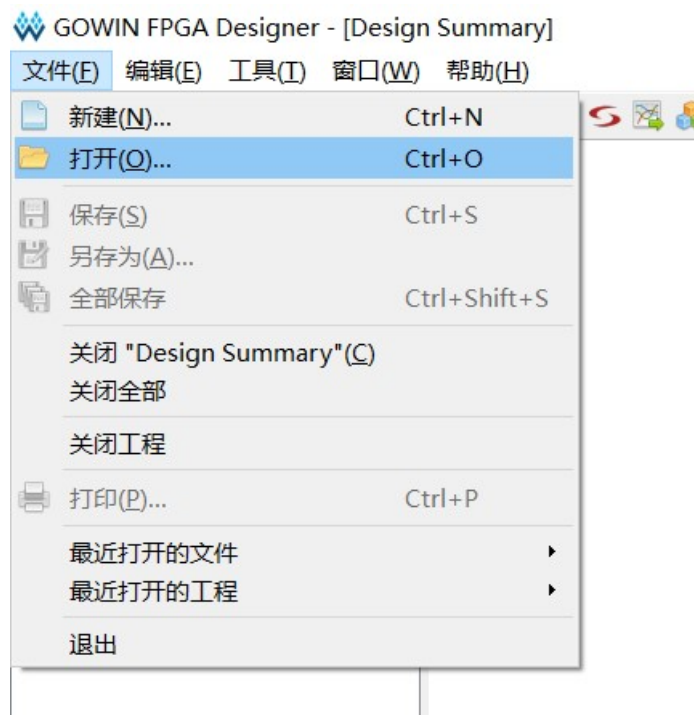 GOWIN FPGA Designer - [Design Summary]
文件(F) 编辑(E) 工具(T) 窗口(W) 帮助(H)
新建(N)... Ctrl+N
打开(O)... Ctrl+O
保存(S) Ctrl+S
另存为(A)...
全部保存 Ctrl+Shift+S
关闭 "Design Summary"(C)
关闭全部
关闭工程
打印(P)... Ctrl+P
最近打开的文件
最近打开的工程
退出